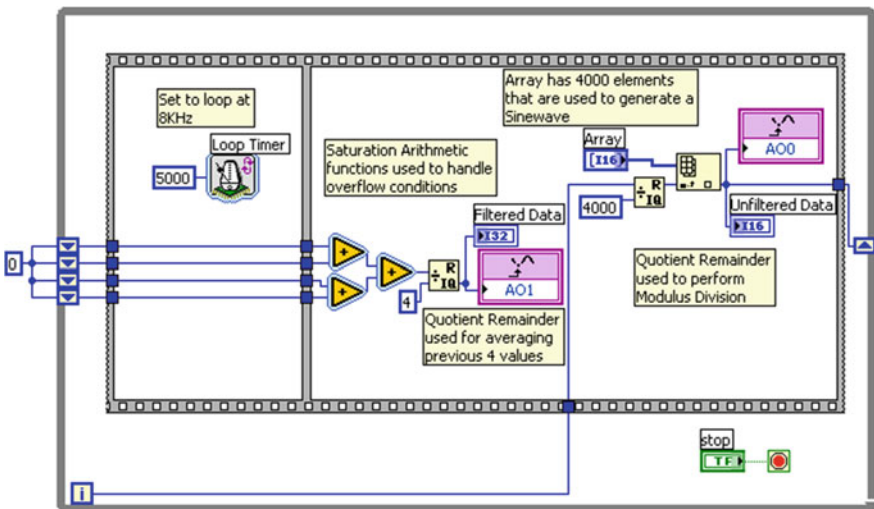 Set to loop at
8KHz
Loop Timer
5000
Array has 4000 elements
that are used to generate a
Sinewave
Saturation Arithmetic
functions used to handle
overflow conditions
Array
[I16]
AO0
4000
R
IQ
Unfiltered Data
I16
Filtered Data
I32
0
R
IQ
4
AO1
Quotient Remainder
used to perform
Modulus Division
Quotient Remainder
used for averaging
previous 4 values
stop
TF
i